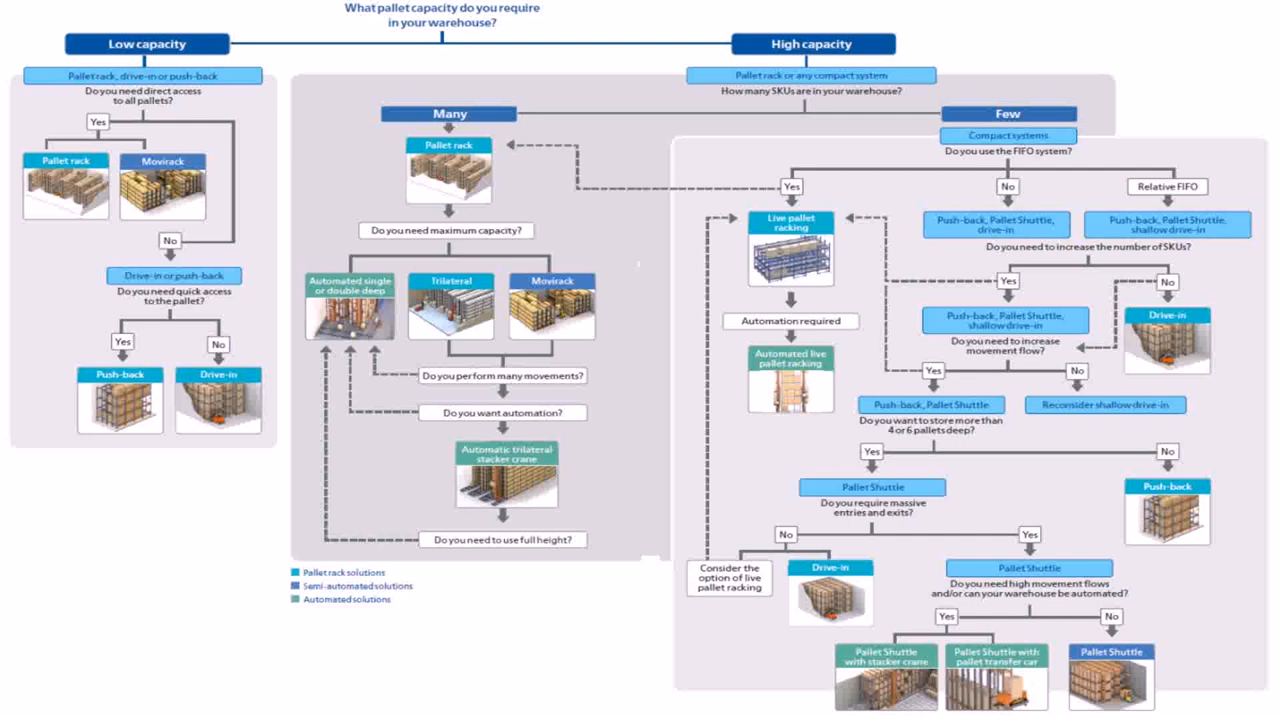 What pallet capacity do you require
in your warehouse?
Low capacity
High capacity
Pallet rack, drive-in or push-back
Do you need direct access
to all pallets?
Yes
Pallet rack
Movirack
No
Drive-in or push-back
Do you need quick access
to the pallet?
Yes
No
Push-back
Drive-in
Pallet rack or any compact system
How many SKUs are in your warehouse?
Many
Few
Pallet rack
Do you need maximum capacity?
Automated single
or double deep
Trilateral
Movirack
Do you perform many movements?
Do you want automation?
Automatic trilateral
stacker crane
Do you need to use full height?
Pallet rack solutions
Semi-automated solutions
Automated solutions
Compact systems
Do you use the FIFO system?
Yes
No
Relative FIFO
Live pallet
racking
Automation required
Automated live
pallet racking
Push-back, Pallet Shuttle,
drive-in
Push-back, Pallet Shuttle,
shallow drive-in
Do you need to increase the number of SKUs?
Yes
No
Push-back, Pallet Shuttle,
shallow drive-in
Drive-in
Do you need to increase
movement flow?
Yes
No
Push-back, Pallet Shuttle
Reconsider shallow drive-in
Do you want to store more than
4 or 6 pallets deep?
Yes
No
Pallet Shuttle
Push-back
Do you require massive
entries and exits?
No
Yes
Consider the
option of live
pallet racking
Drive-in
Pallet Shuttle
Do you need high movement flows
and/or can your warehouse be automated?
Yes
No
Pallet Shuttle
with stacker crane
Pallet Shuttle with
pallet transfer car
Pallet Shuttle